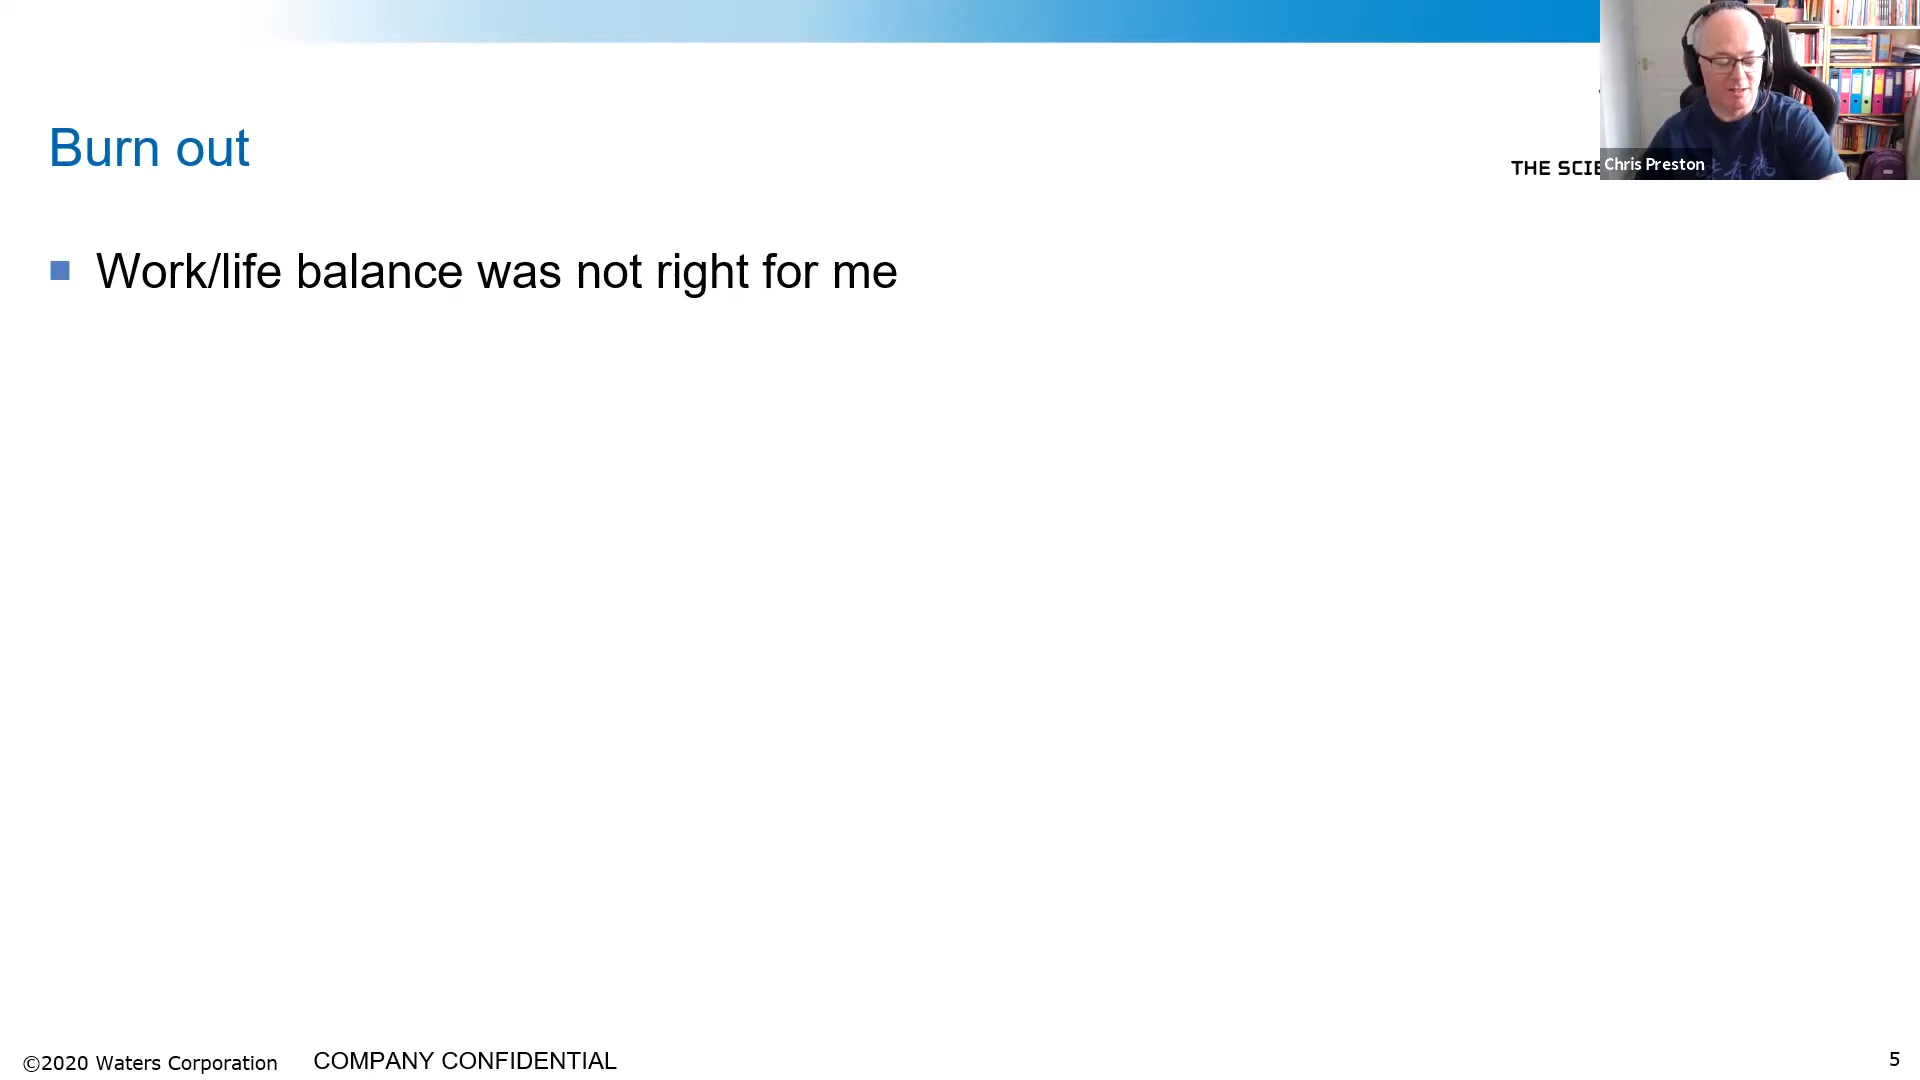 Burn out
THE SCIE
Chris Preston
Work/life balance was not right for me
©2020 Waters Corporation COMPANY CONFIDENTIAL 5